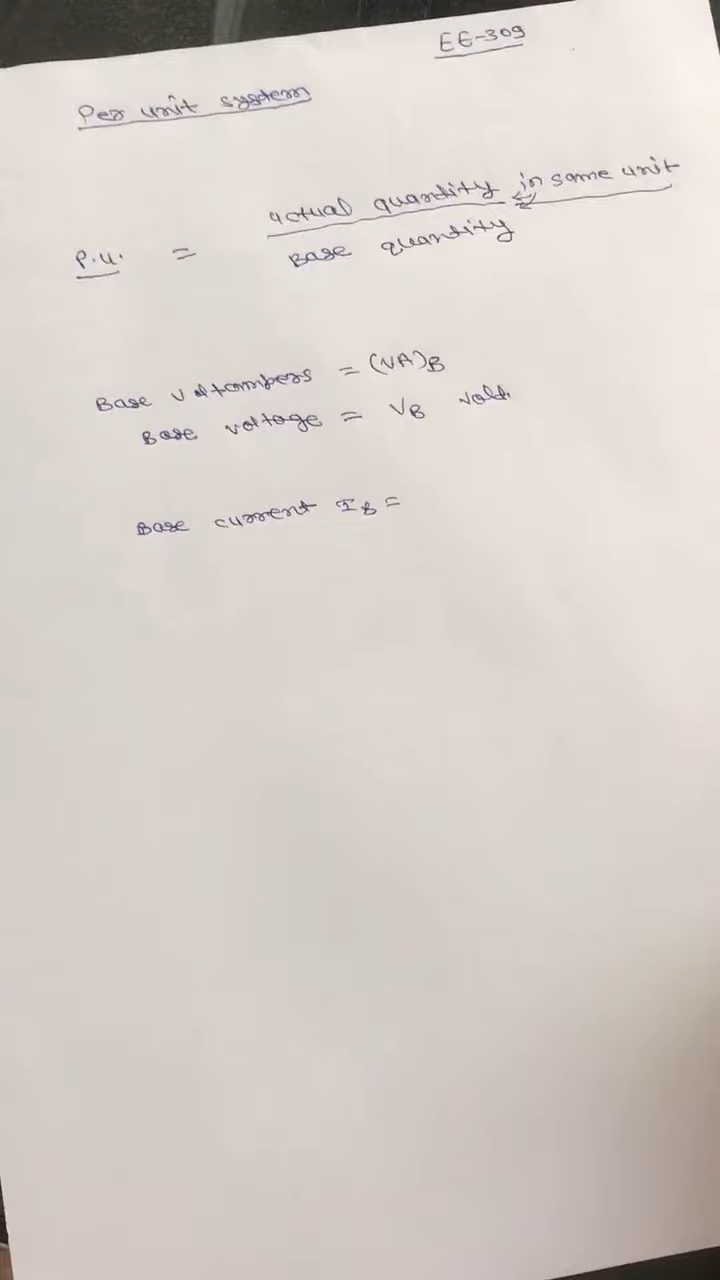 EE-309
Per unit system
P.U. = actual quantity in same unit
Base quantity
Base voltambers = (VA)B
Base voltage = VB volt.
Base current IB =